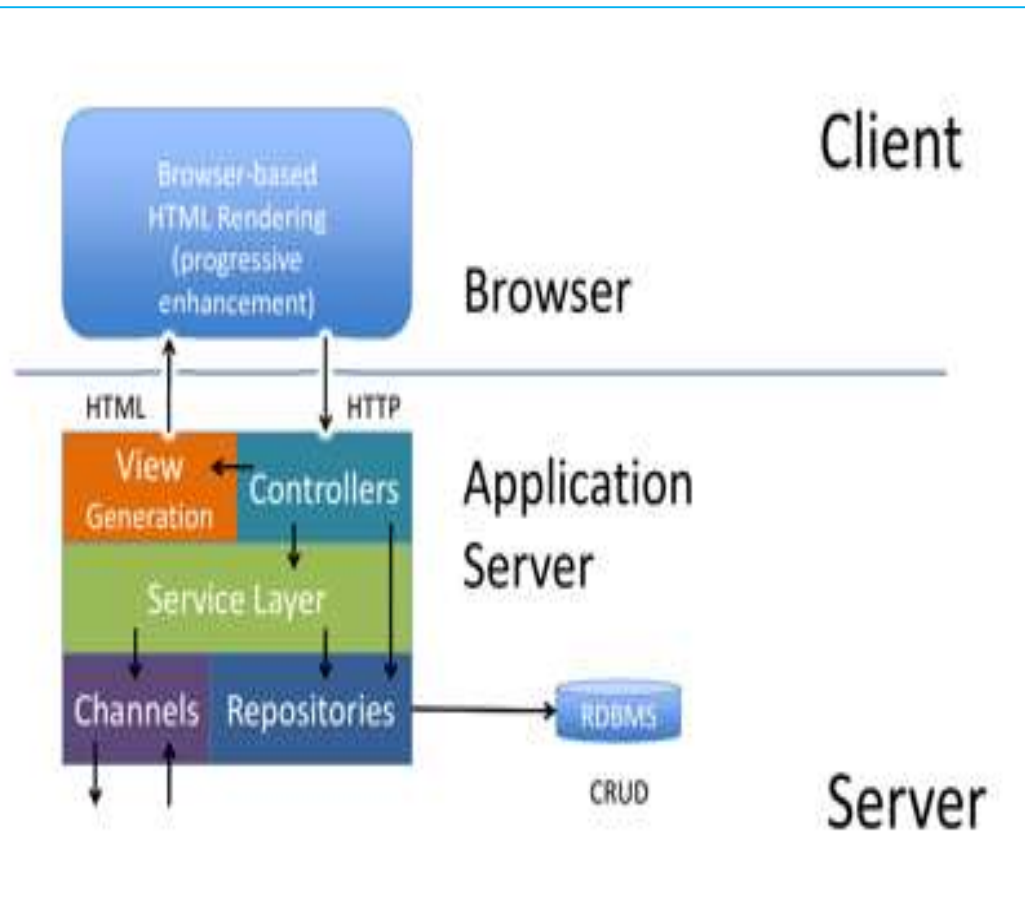 Client
Browser-based
HTML Rendering
(progressive
enhancement)
Browser
HTML
HTTP
View
Generation
Controllers
Application
Server
Service Layer
Channels
Repositories
RDBMS
CRUD
Server